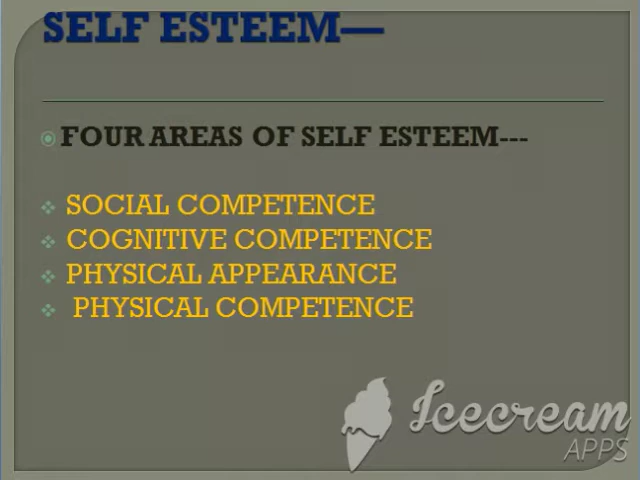 SELF ESTEEM—
FOUR AREAS OF SELF ESTEEM---
SOCIAL COMPETENCE
COGNITIVE COMPETENCE
PHYSICAL APPEARANCE
PHYSICAL COMPETENCE
Icecream
APPS